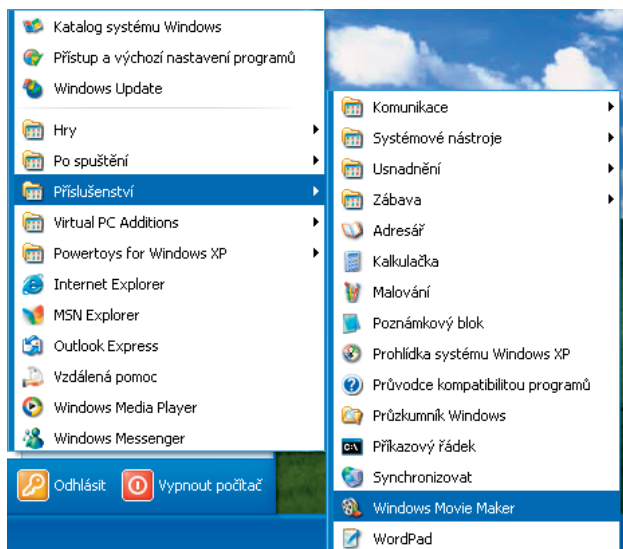 Katalog systému Windows
Přístup a výchozí nastavení programů
Windows Update
Hry
Po spuštění
Příslušenství
Virtual PC Additions
Powertoys for Windows XP
Internet Explorer
MSN Explorer
Outlook Express
Vzdálená pomoc
Windows Media Player
Windows Messenger
Odhlásit
Vypnout počítač
Komunikace
Systémové nástroje
Usnadnění
Zábava
Adresář
Kalkulačka
Malování
Poznámkový blok
Prohlídka systému Windows XP
Průvodce kompatibilitou programů
Průzkumník Windows
Příkazový řádek
Synchronizovat
Windows Movie Maker
WordPad